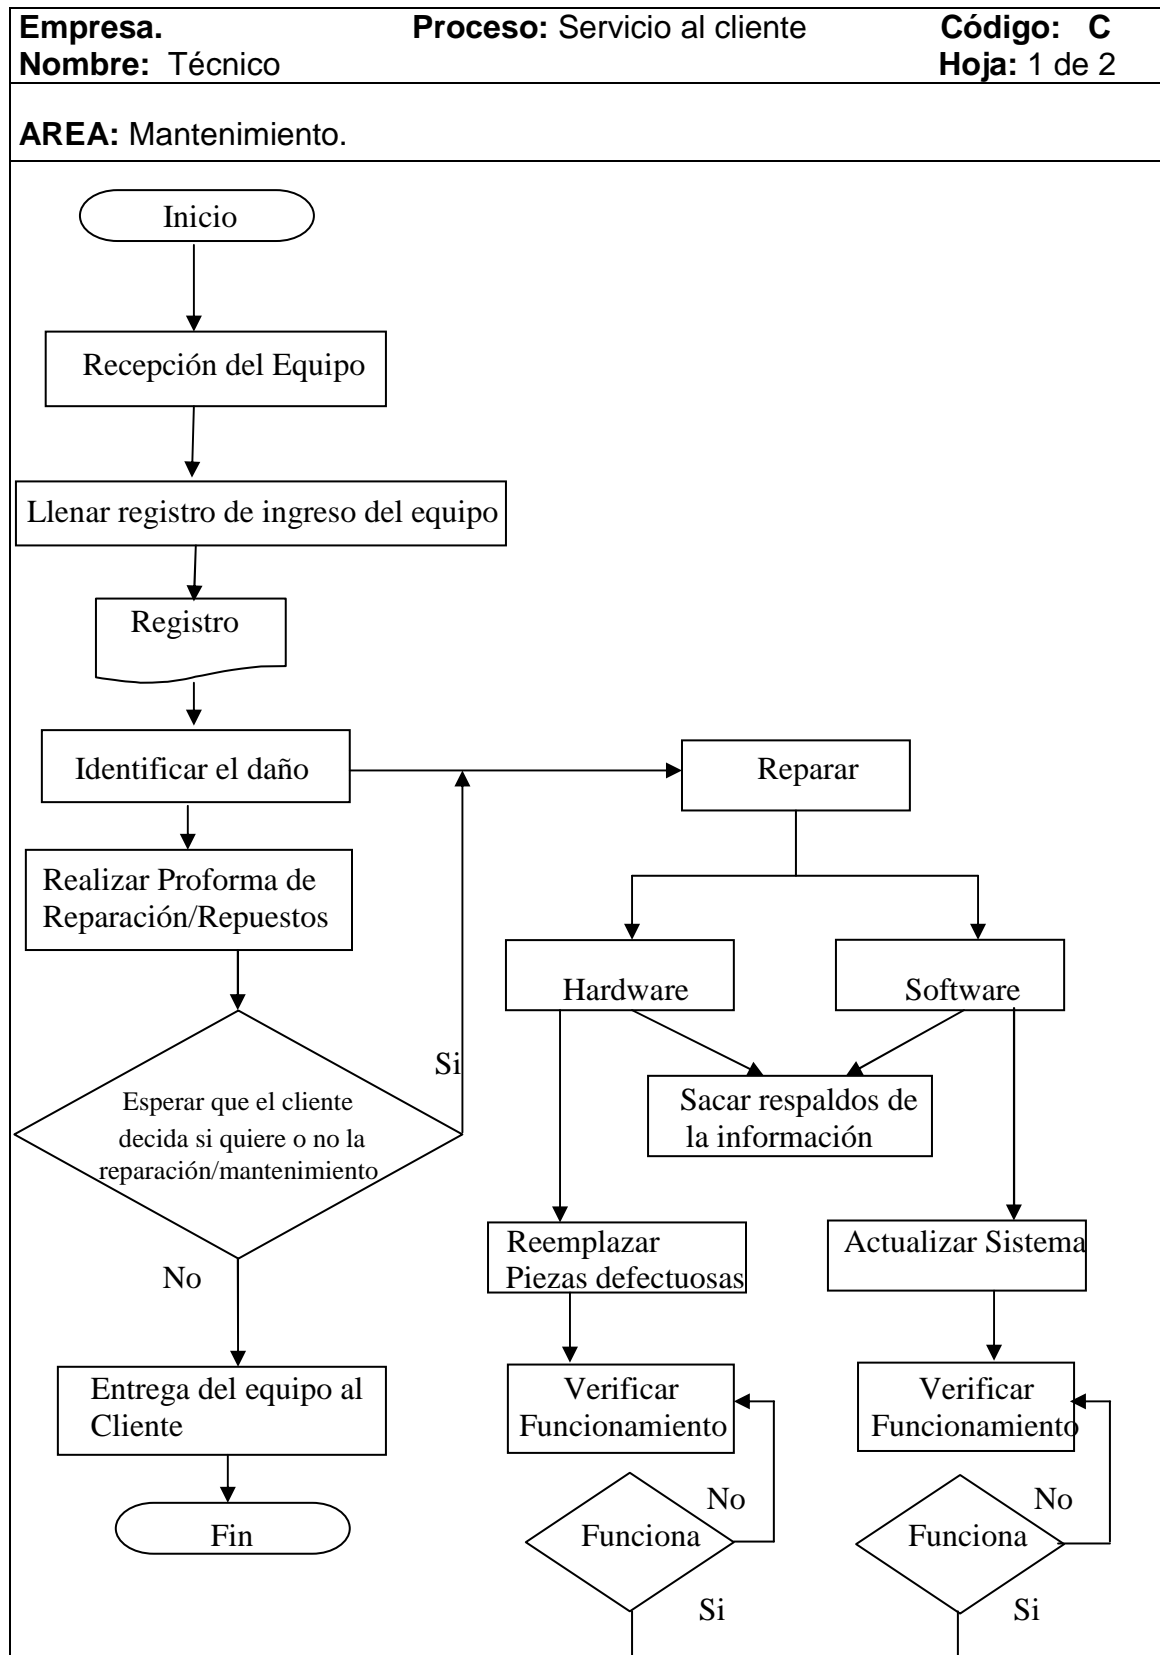 Empresa. Proceso: Servicio al cliente Código: C
Nombre: Técnico Hoja: 1 de 2
AREA: Mantenimiento.
Inicio
Recepción del Equipo
Llenar registro de ingreso del equipo
Registro
Identificar el daño
Reparar
Realizar Proforma de
Reparación/Repuestos
Hardware
Software
Si
Esperar que el cliente
decida si quiere o no la
reparación/mantenimiento
Sacar respaldos de
la información
No
Reemplazar
Piezas defectuosas
Actualizar Sistema
Entrega del equipo al
Cliente
Verificar
Funcionamiento
Verificar
Funcionamiento
Fin
Funciona
No
Si
Funciona
No
Si